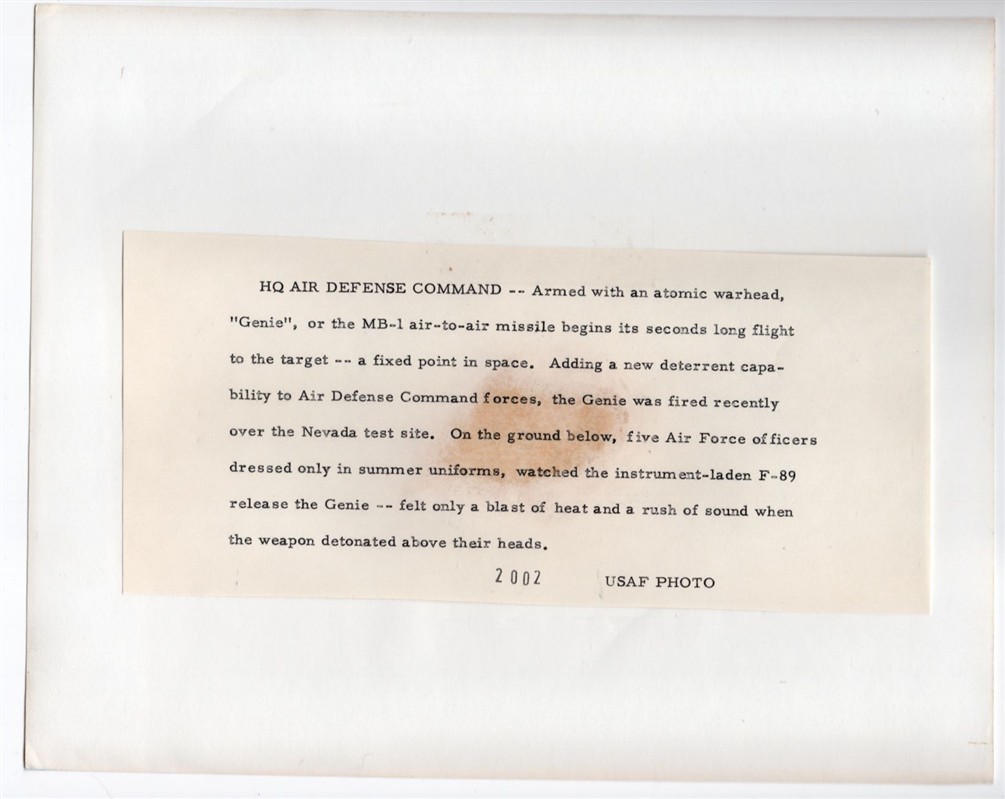 HQ AIR DEFENSE COMMAND -- Armed with an atomic warhead,
"Genie", or the MB-1 air-to-air missile begins its seconds long flight
to the target -- a fixed point in space. Adding a new deterrent capa-
bility to Air Defense Command forces, the Genie was fired recently
over the Nevada test site. On the ground below, five Air Force officers
dressed only in summer uniforms, watched the instrument-laden F-89
release the Genie -- felt only a blast of heat and a rush of sound when
the weapon detonated above their heads.
2002 USAF PHOTO